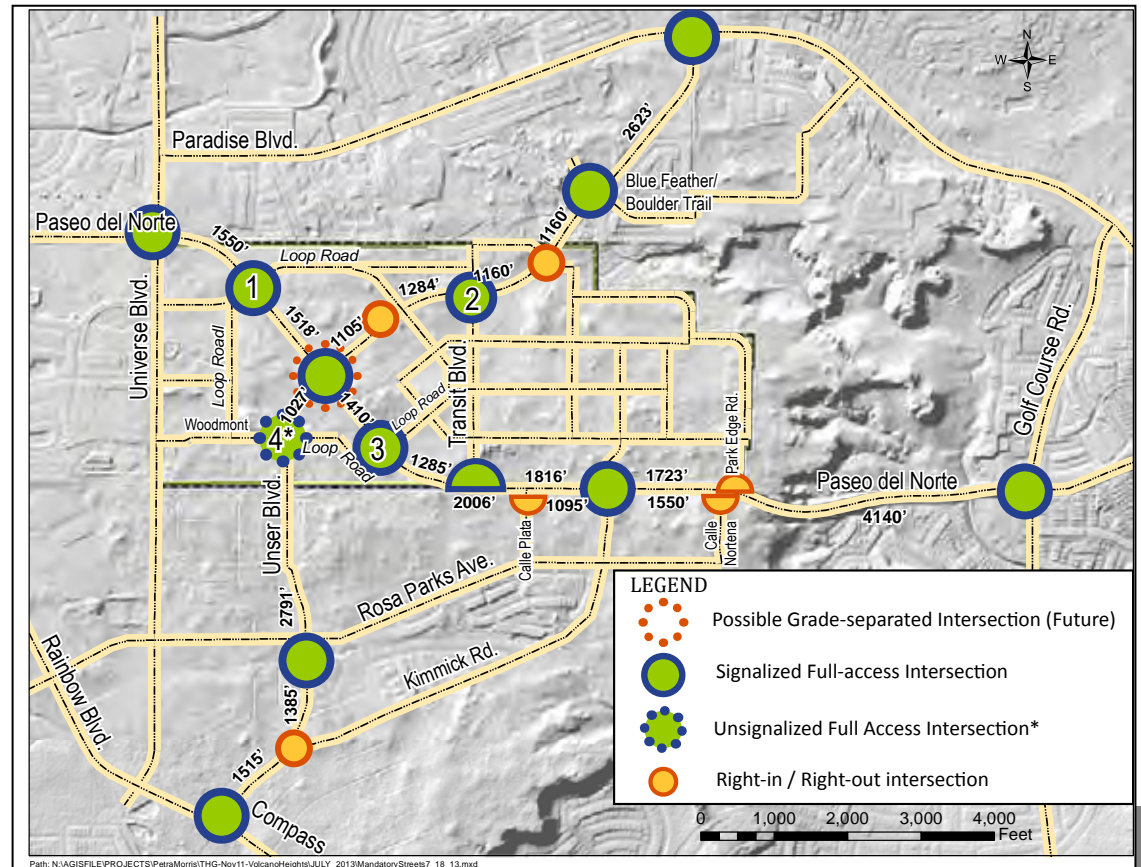 N
W E
S
2623’
Paradise Blvd.
Blue Feather/
Boulder Trail
Paseo del Norte
1550’
1160’
Loop Road
1
1284’
1160’
2
Universe Blvd.
Loop Roadl
1518’
1105’
Golf Course Rd.
1027’
1410’
Loop Road
Transit Blvd.
Woodmont
4*
Loop Road
3
1285’
Park Edge Rd.
1816’
1723’
Paseo del Norte
2006’
1095’
1550’
4140’
Calle Plata
Calle
Nortena
Unser Blvd.
2791’
Rosa Parks Ave.
Kimmick Rd.
Rainbow Blvd.
1385’
1515’
Compass
LEGEND
Possible Grade-separated Intersection (Future)
Signalized Full-access Intersection
Unsignalized Full Access Intersection*
Right-in / Right-out intersection
0 1,000 2,000 3,000 4,000
Feet
Path: N:\AGISFILE\PROJECTS\PetraMorris\THG-Nov11-VolcanoHeights\JULY_2013\MandatoryStreets7_18_13.mxd